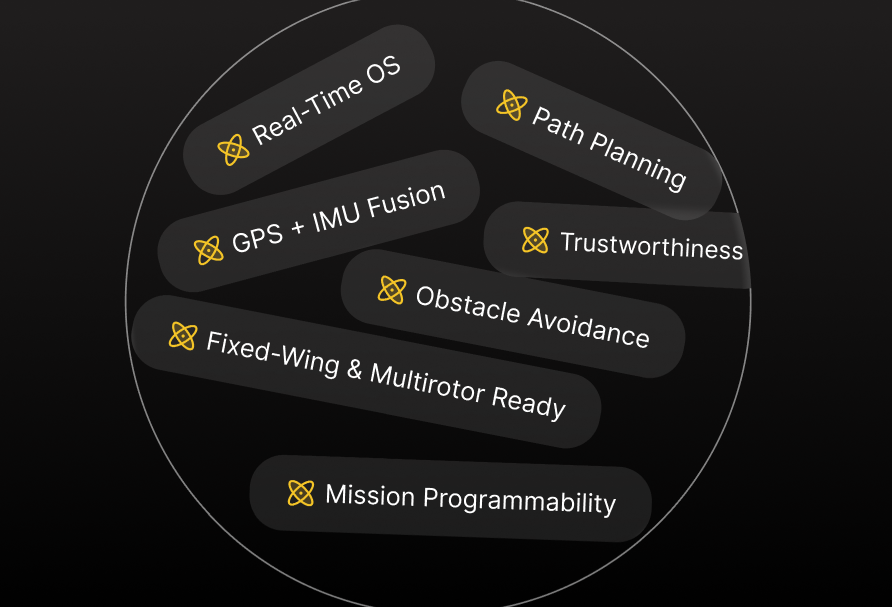 Real-Time OS
Path Planning
GPS + IMU Fusion
Trustworthiness
Obstacle Avoidance
Fixed-Wing & Multirotor Ready
Mission Programmability